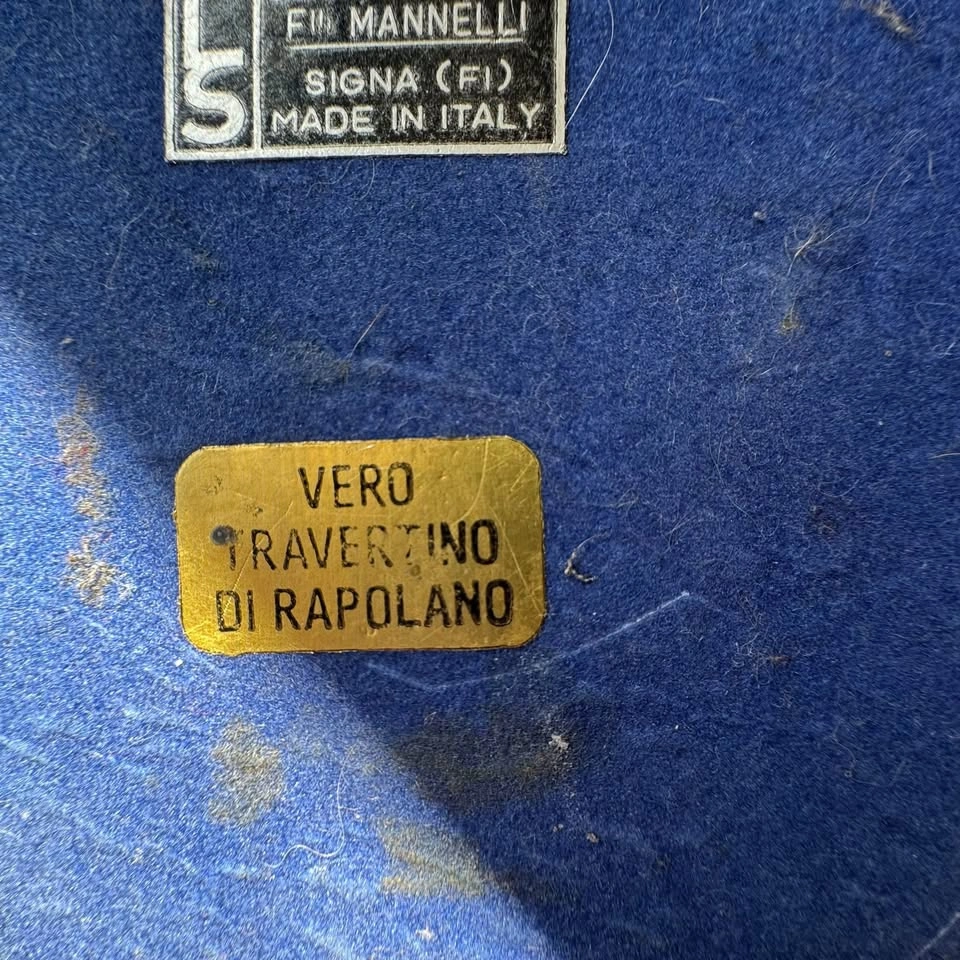 S
F.lli MANNELLI
SIGNA (FI)
MADE IN ITALY
VERO
TRAVERTINO
DI RAPOLANO